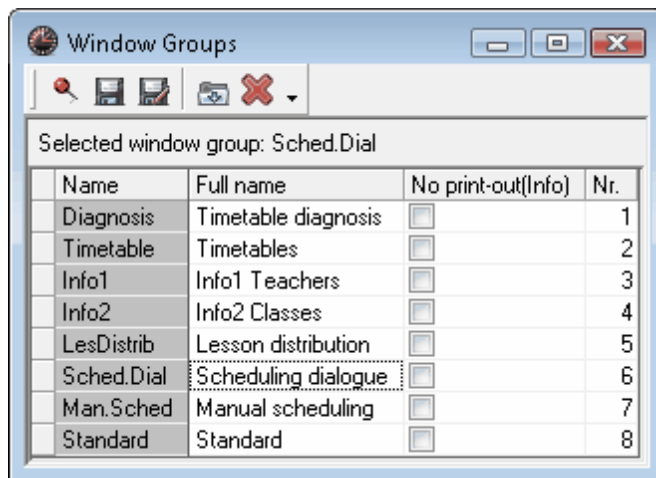 Window Groups
Selected window group: Sched.Dial
Name Full name No print-out(Info) Nr.
Diagnosis Timetable diagnosis 1
Timetable Timetables 2
Info1 Info1 Teachers 3
Info2 Info2 Classes 4
LesDistrib Lesson distribution 5
Sched.Dial Scheduling dialogue 6
Man.Sched Manual scheduling 7
Standard Standard 8